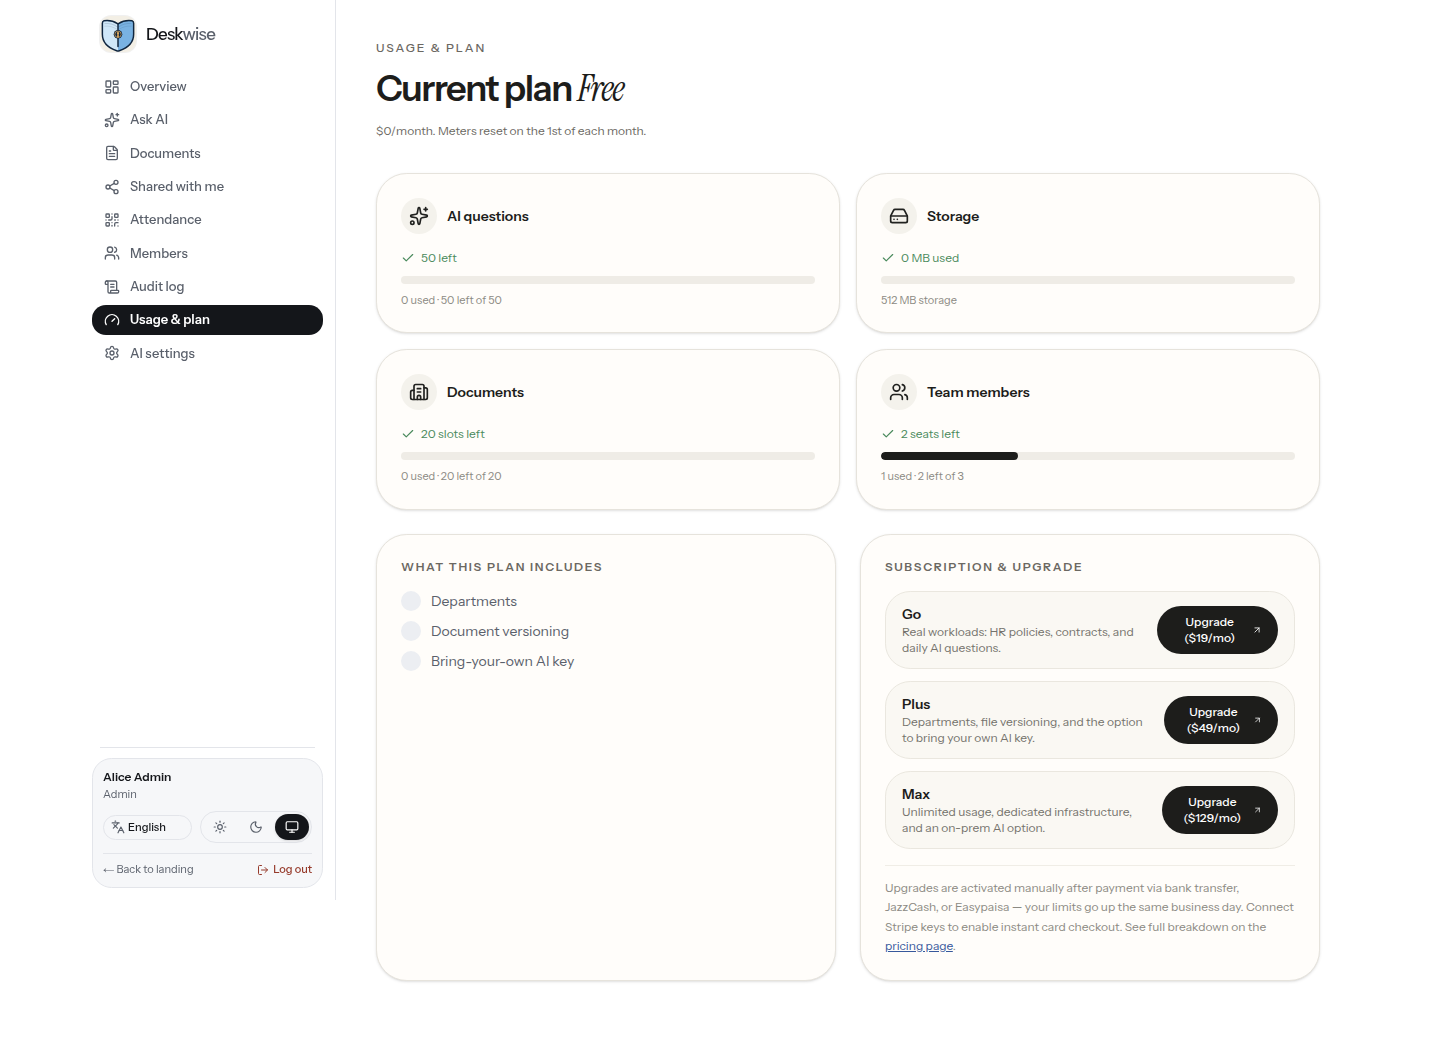 Deskwise
Overview
Ask AI
Documents
Shared with me
Attendance
Members
Audit log
Usage & plan
AI settings
Alice Admin
Admin
English
← Back to landing
Log out
USAGE & PLAN
Current plan Free
$0/month. Meters reset on the 1st of each month.
AI questions
50 left
0 used · 50 left of 50
Storage
0 MB used
512 MB storage
Documents
20 slots left
0 used · 20 left of 20
Team members
2 seats left
1 used · 2 left of 3
WHAT THIS PLAN INCLUDES
Departments
Document versioning
Bring-your-own AI key
SUBSCRIPTION & UPGRADE
Go
Real workloads: HR policies, contracts, and
daily AI questions.
Upgrade
($19/mo)
Plus
Departments, file versioning, and the option
to bring your own AI key.
Upgrade
($49/mo)
Max
Unlimited usage, dedicated infrastructure,
and an on-prem AI option.
Upgrade
($129/mo)
Upgrades are activated manually after payment via bank transfer,
JazzCash, or Easypaisa — your limits go up the same business day. Connect
Stripe keys to enable instant card checkout. See full breakdown on the
pricing page.